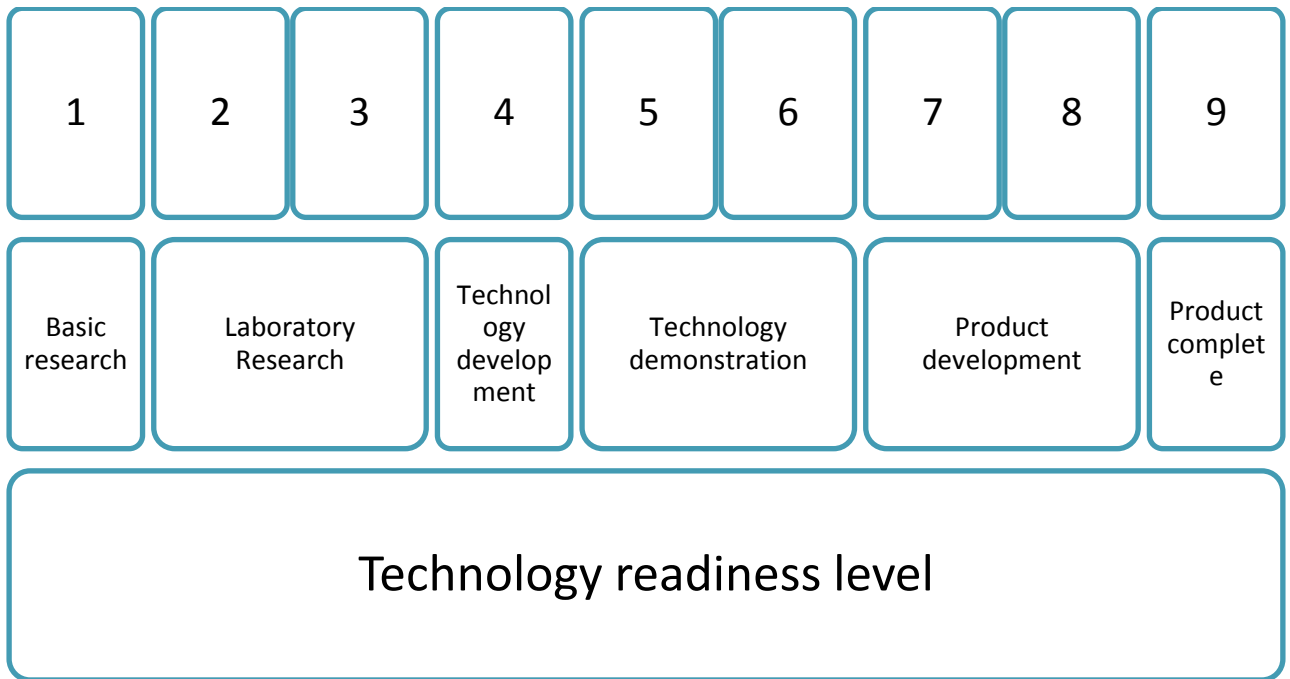 1
2
3
4
5
6
7
8
9
Basic
research
Laboratory
Research
Technol
ogy
develop
ment
Technology
demonstration
Product
development
Product
complet
e
Technology readiness level